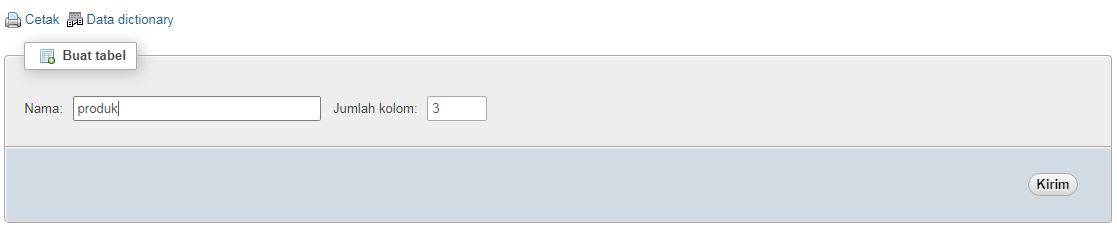 Cetak Data dictionary
Buat tabel
Nama: produk Jumlah kolom: 3
Kirim